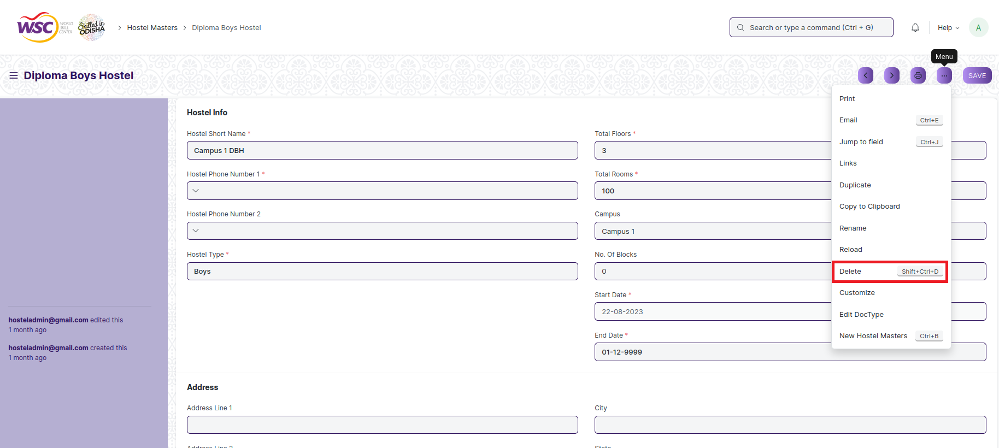 WSC WORLD SKILL CENTER
Skilled in ODISHA
Hostel Masters
Diploma Boys Hostel
Search or type a command (Ctrl + G)
Help
A
Menu
Diploma Boys Hostel
SAVE
Print
Email Ctrl+E
Jump to field Ctrl+J
Links
Duplicate
Copy to Clipboard
Rename
Reload
Delete Shift+Ctrl+D
Customize
Edit DocType
New Hostel Masters Ctrl+B
hosteladmin@gmail.com edited this
1 month ago
hosteladmin@gmail.com created this
1 month ago
Hostel Info
Hostel Short Name *
Campus 1 DBH
Hostel Phone Number 1 *
Hostel Phone Number 2
Hostel Type *
Boys
Total Floors *
3
Total Rooms *
100
Campus
Campus 1
No. Of Blocks
0
Start Date *
22-08-2023
End Date *
01-12-9999
Address
Address Line 1
City
Address Line 2
State